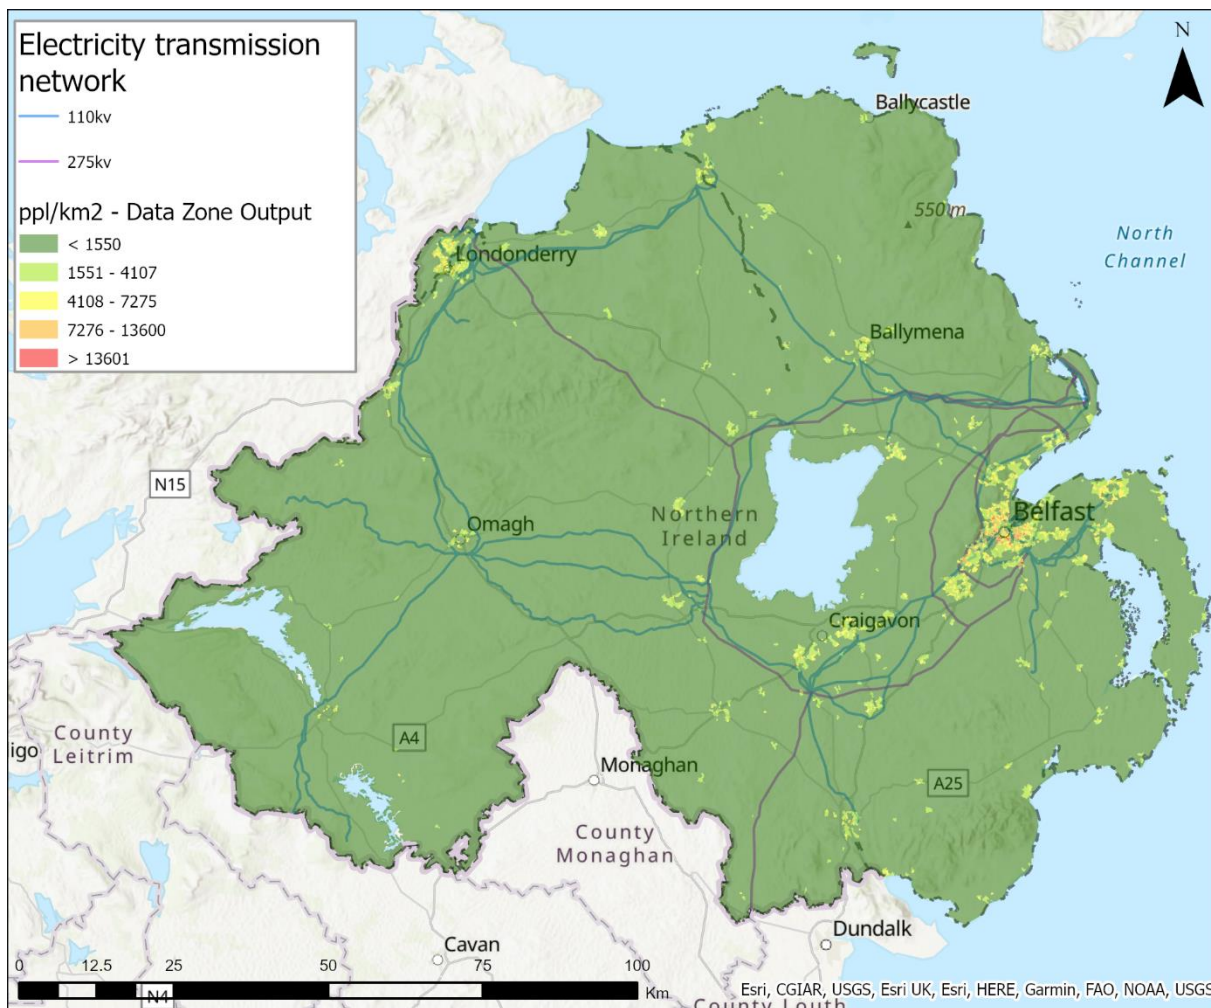 Electricity transmission
network
110kv
275kv
ppl/km2 - Data Zone Output
< 1550
1551 - 4107
4108 - 7275
7276 - 13600
> 13601
N
Ballycastle
550 m
North
Channel
Londonderry
Ballymena
N15
Omagh
Northern
Ireland
Belfast
Craigavon
County
Leitrim
igo
A4
Monaghan
A25
County
Monaghan
Dundalk
Cavan
0 12.5 25 50 75 100
Km
N4
County Louth
Esri, CGIAR, USGS, Esri UK, Esri, HERE, Garmin, FAO, NOAA, USGS